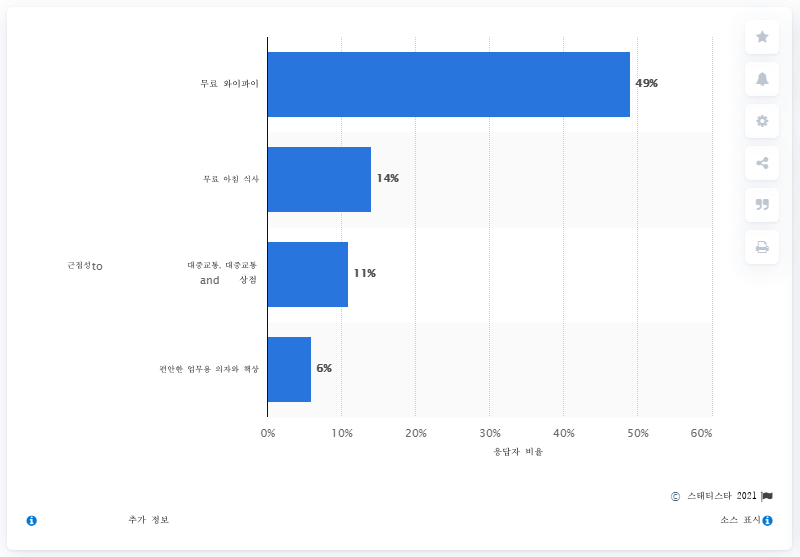 무료 와이파이
49%
무료 아침 식사
14%
근접성to 대중교통, 대중교통
and 상점
11%
편안한 업무용 의자와 책상
6%
0% 10% 20% 30% 40% 50% 60%
응답자 비율
© 스태티스타 2021
추가 정보
소스 표시